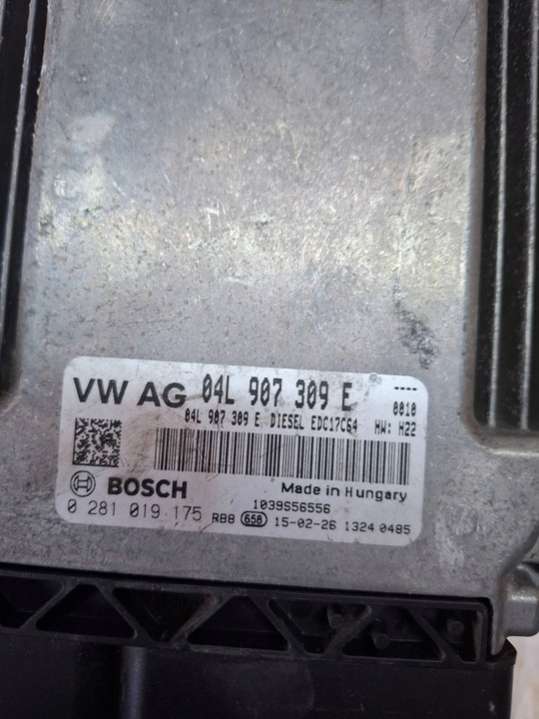 VW AG 04L 907 309 E ----
04L 907 309 E DIESEL EDC17C64 0010
HW: H22
BOSCH Made in Hungary
1039S56556
0 281 019 175 RB8 656 15-02-26 1324 0485